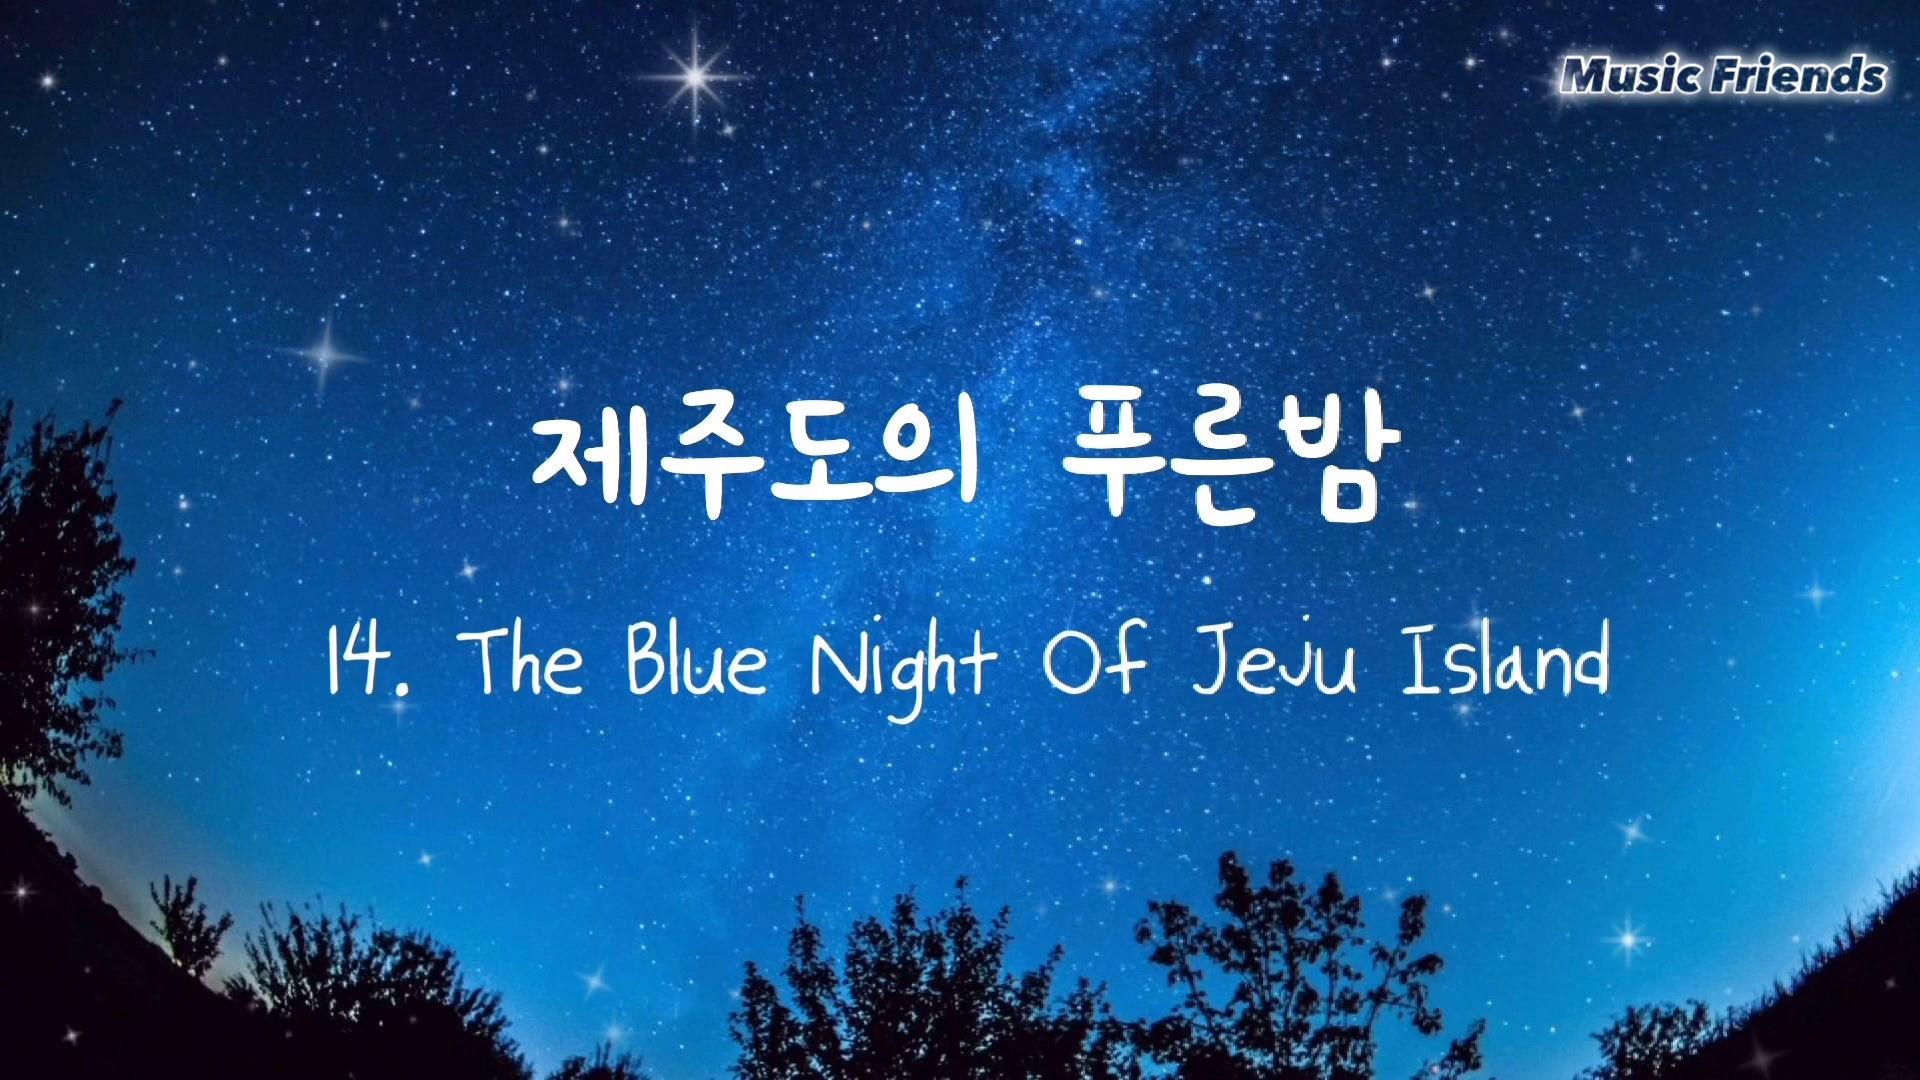 Music Friends
제주도의 푸른밤
14. The Blue Night Of Jeju Island